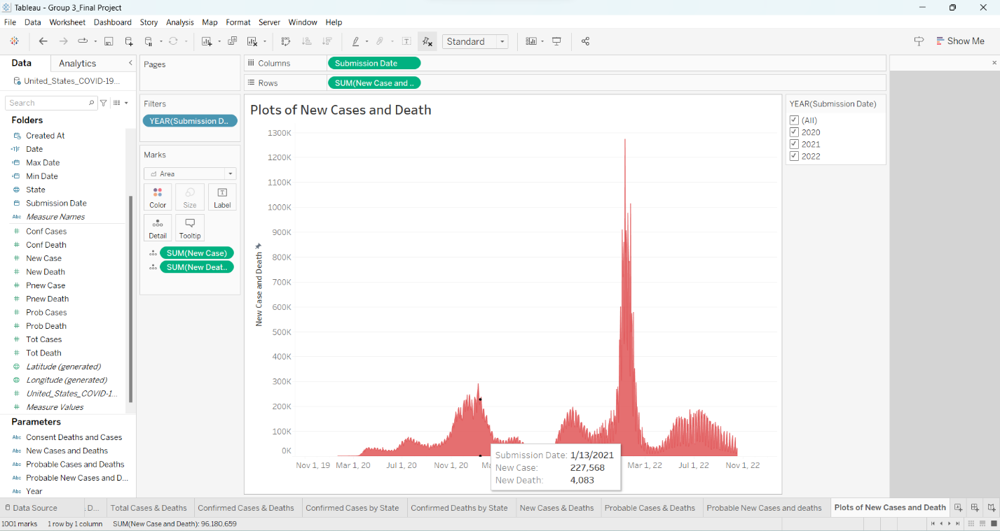 Tableau - Group 3_Final Project
File Data Worksheet Dashboard Story Analysis Map Format Server Window Help
Standard
Show Me
Data
Analytics
United_States_COVID-19...
Search
Folders
Created At
Date
Max Date
Min Date
State
Submission Date
Abc Measure Names
Conf Cases
Conf Death
New Case
New Death
Pnew Case
Pnew Death
Prob Cases
Prob Death
Tot Cases
Tot Death
Latitude (generated)
Longitude (generated)
United_States_COVID-1...
Measure Values
Parameters
Abc Consent Deaths and Cases
Abc New Cases and Deaths
Abc Probable Cases and Deaths
Abc Probable New Cases and D...
Abc Year
Pages
Filters
YEAR(Submission D..
Marks
Area
Color
Size
Label
Detail
Tooltip
SUM(New Case)
SUM(New Deat..
Columns
Submission Date
Rows
SUM(New Case and ..
Plots of New Cases and Death
New Case and Death
1300K
1200K
1100K
1000K
900K
800K
700K
600K
500K
400K
300K
200K
100K
0K
Nov 1, 19 Mar 1, 20 Jul 1, 20 Nov 1, 20 Ma Mar 1, 22 Jul 1, 22 Nov 1, 22
Submission Date: 1/13/2021
New Case: 227,568
New Death: 4,083
YEAR(Submission Date)
(All)
2020
2021
2022
Data Source
. D...
Total Cases & Deaths
Confirmed Cases & Deaths
Confirmed Cases by State
Confirmed Deaths by State
New Cases & Deaths
Probable Cases & Deaths
Probable New Cases and deaths
Plots of New Cases and Death
1001 marks 1 row by 1 column SUM(New Case and Death): 96,180,659